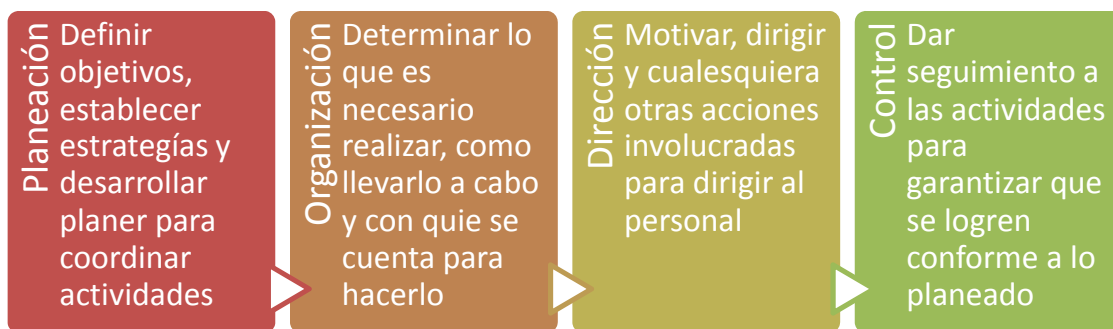 Planeación
Definir
objetivos,
establecer
estrategías y
desarrollar
planer para
coordinar
actividades
Organización
Determinar lo
que es
necesario
realizar, como
llevarlo a cabo
y con quie se
cuenta para
hacerlo
Dirección
Motivar, dirigir
y cualesquiera
otras acciones
involucradas
para dirigir al
personal
Control
Dar
seguimiento a
las actividades
para
garantizar que
se logren
conforme a lo
planeado